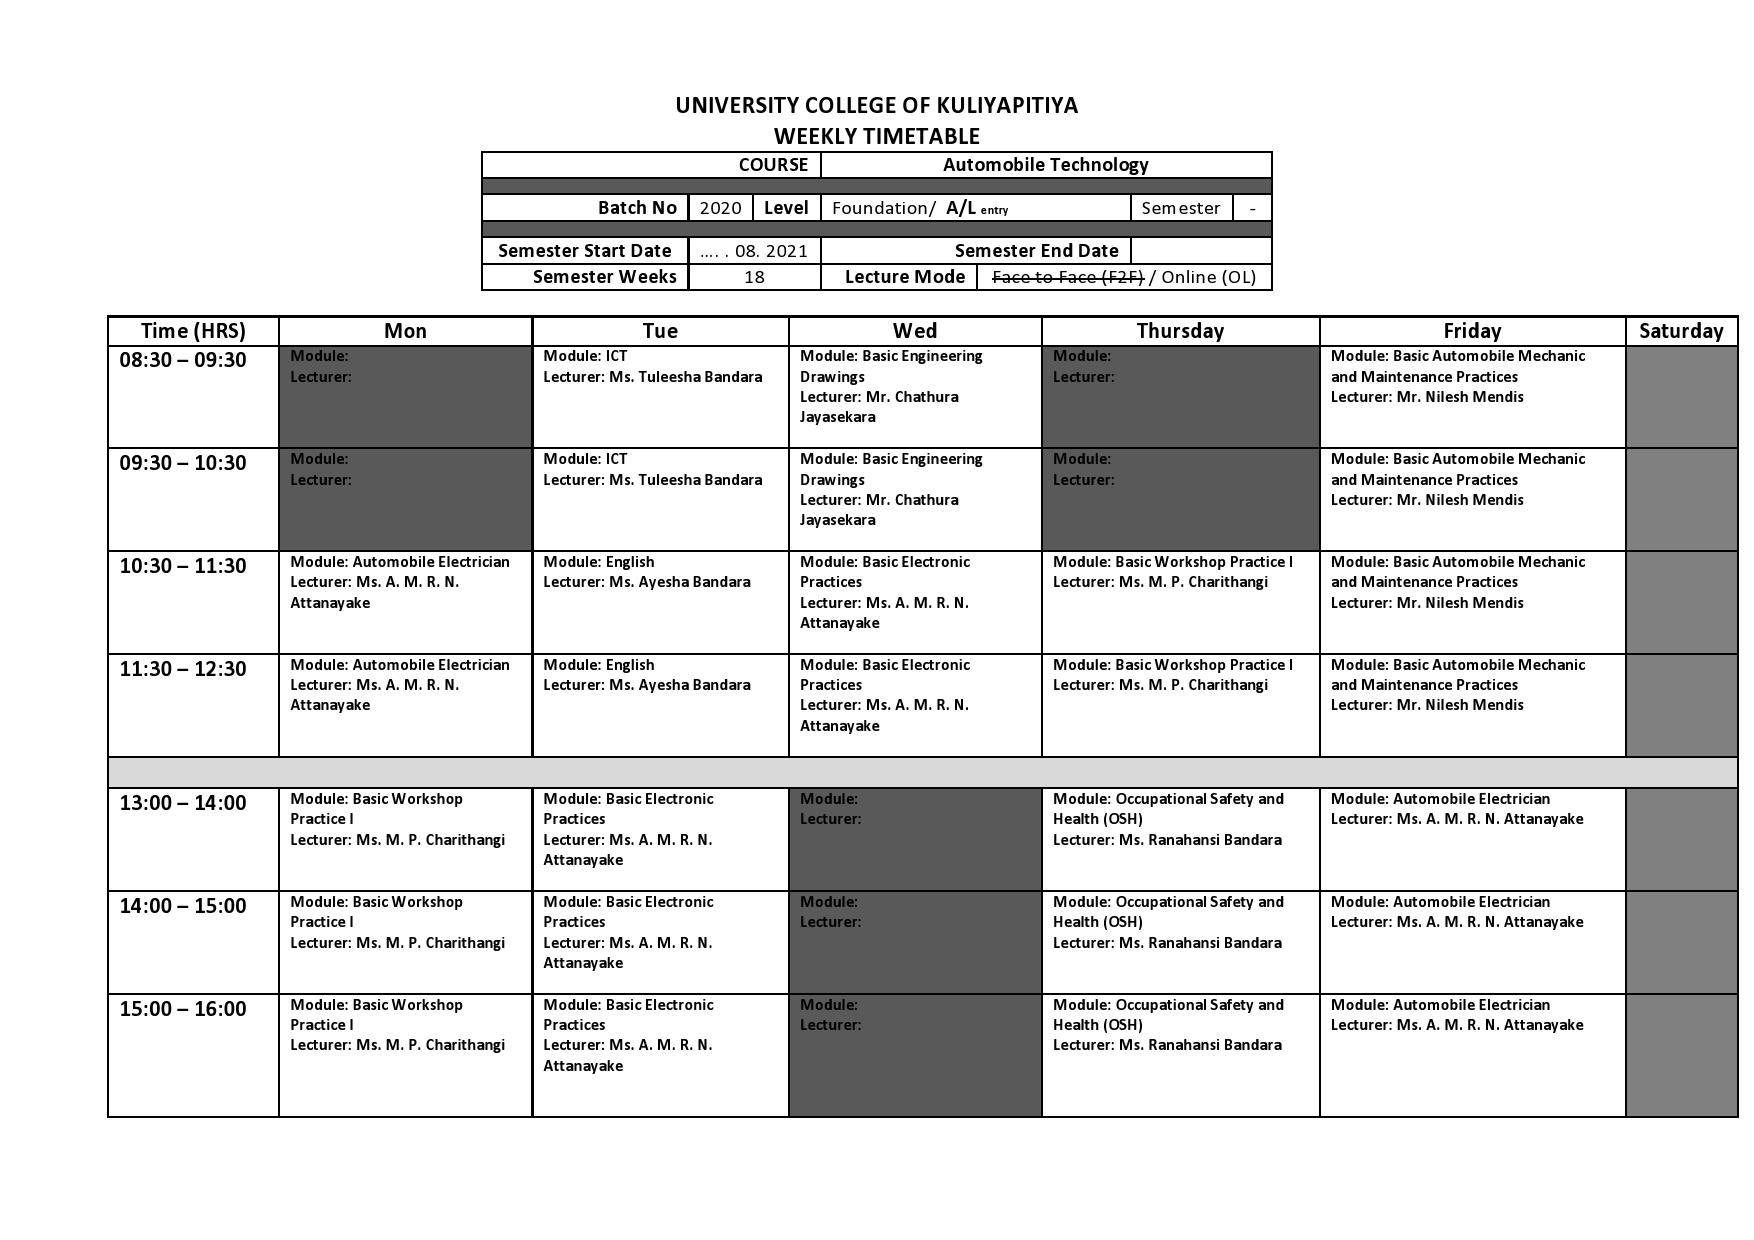 UNIVERSITY COLLEGE OF KULIYAPITIYA
WEEKLY TIMETABLE
COURSE Automobile Technology
Batch No 2020 Level Foundation/ A/L entry Semester -
Semester Start Date .... . 08. 2021 Semester End Date
Semester Weeks 18 Lecture Mode Face to Face (F2F) / Online (OL)
Time (HRS) Mon Tue Wed Thursday Friday Saturday
08:30 – 09:30
Module:
Lecturer:
Module: ICT
Lecturer: Ms. Tuleesha Bandara
Module: Basic Engineering
Drawings
Lecturer: Mr. Chathura
Jayasekara
Module:
Lecturer:
Module: Basic Automobile Mechanic
and Maintenance Practices
Lecturer: Mr. Nilesh Mendis
09:30 – 10:30
Module:
Lecturer:
Module: ICT
Lecturer: Ms. Tuleesha Bandara
Module: Basic Engineering
Drawings
Lecturer: Mr. Chathura
Jayasekara
Module:
Lecturer:
Module: Basic Automobile Mechanic
and Maintenance Practices
Lecturer: Mr. Nilesh Mendis
10:30 – 11:30
Module: Automobile Electrician
Lecturer: Ms. A. M. R. N.
Attanayake
Module: English
Lecturer: Ms. Ayesha Bandara
Module: Basic Electronic
Practices
Lecturer: Ms. A. M. R. N.
Attanayake
Module: Basic Workshop Practice I
Lecturer: Ms. M. P. Charithangi
Module: Basic Automobile Mechanic
and Maintenance Practices
Lecturer: Mr. Nilesh Mendis
11:30 – 12:30
Module: Automobile Electrician
Lecturer: Ms. A. M. R. N.
Attanayake
Module: English
Lecturer: Ms. Ayesha Bandara
Module: Basic Electronic
Practices
Lecturer: Ms. A. M. R. N.
Attanayake
Module: Basic Workshop Practice I
Lecturer: Ms. M. P. Charithangi
Module: Basic Automobile Mechanic
and Maintenance Practices
Lecturer: Mr. Nilesh Mendis
13:00 – 14:00
Module: Basic Workshop
Practice I
Lecturer: Ms. M. P. Charithangi
Module: Basic Electronic
Practices
Lecturer: Ms. A. M. R. N.
Attanayake
Module:
Lecturer:
Module: Occupational Safety and
Health (OSH)
Lecturer: Ms. Ranahansi Bandara
Module: Automobile Electrician
Lecturer: Ms. A. M. R. N. Attanayake
14:00 – 15:00
Module: Basic Workshop
Practice I
Lecturer: Ms. M. P. Charithangi
Module: Basic Electronic
Practices
Lecturer: Ms. A. M. R. N.
Attanayake
Module:
Lecturer:
Module: Occupational Safety and
Health (OSH)
Lecturer: Ms. Ranahansi Bandara
Module: Automobile Electrician
Lecturer: Ms. A. M. R. N. Attanayake
15:00 – 16:00
Module: Basic Workshop
Practice I
Lecturer: Ms. M. P. Charithangi
Module: Basic Electronic
Practices
Lecturer: Ms. A. M. R. N.
Attanayake
Module:
Lecturer:
Module: Occupational Safety and
Health (OSH)
Lecturer: Ms. Ranahansi Bandara
Module: Automobile Electrician
Lecturer: Ms. A. M. R. N. Attanayake